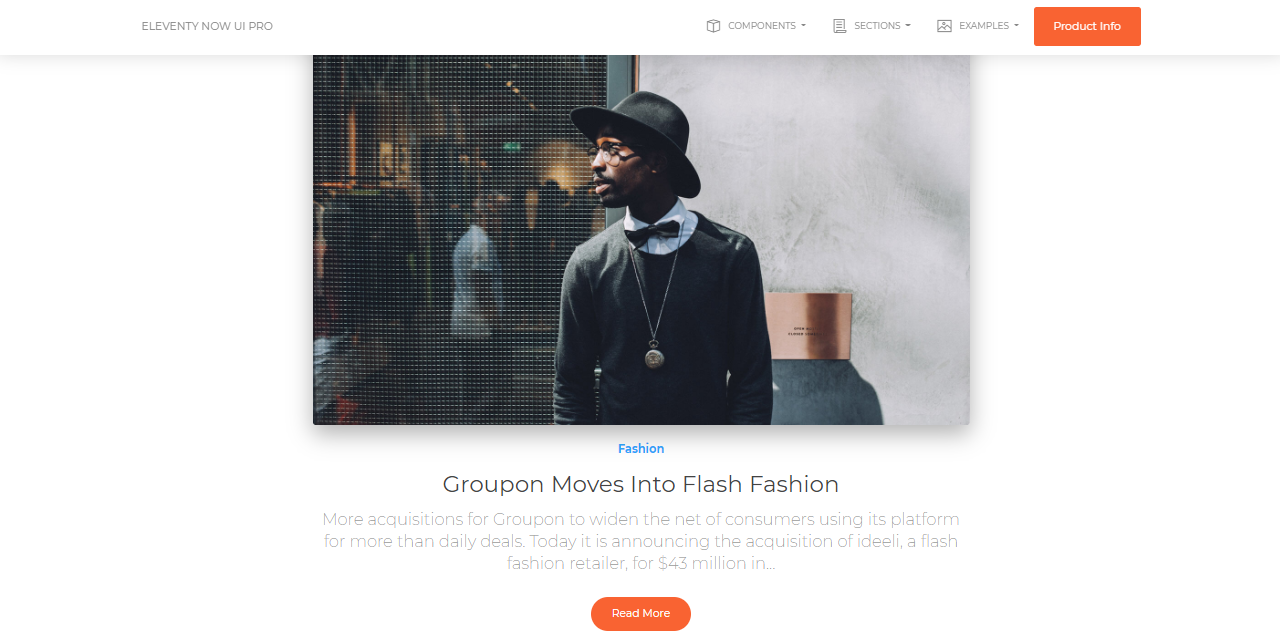 ELEVENTY NOW UI PRO
COMPONENTS
SECTIONS
EXAMPLES
Product Info
Fashion
Groupon Moves Into Flash Fashion
More acquisitions for Groupon to widen the net of consumers using its platform
for more than daily deals. Today it is announcing the acquisition of ideeli, a flash
fashion retailer, for $43 million in...
Read More